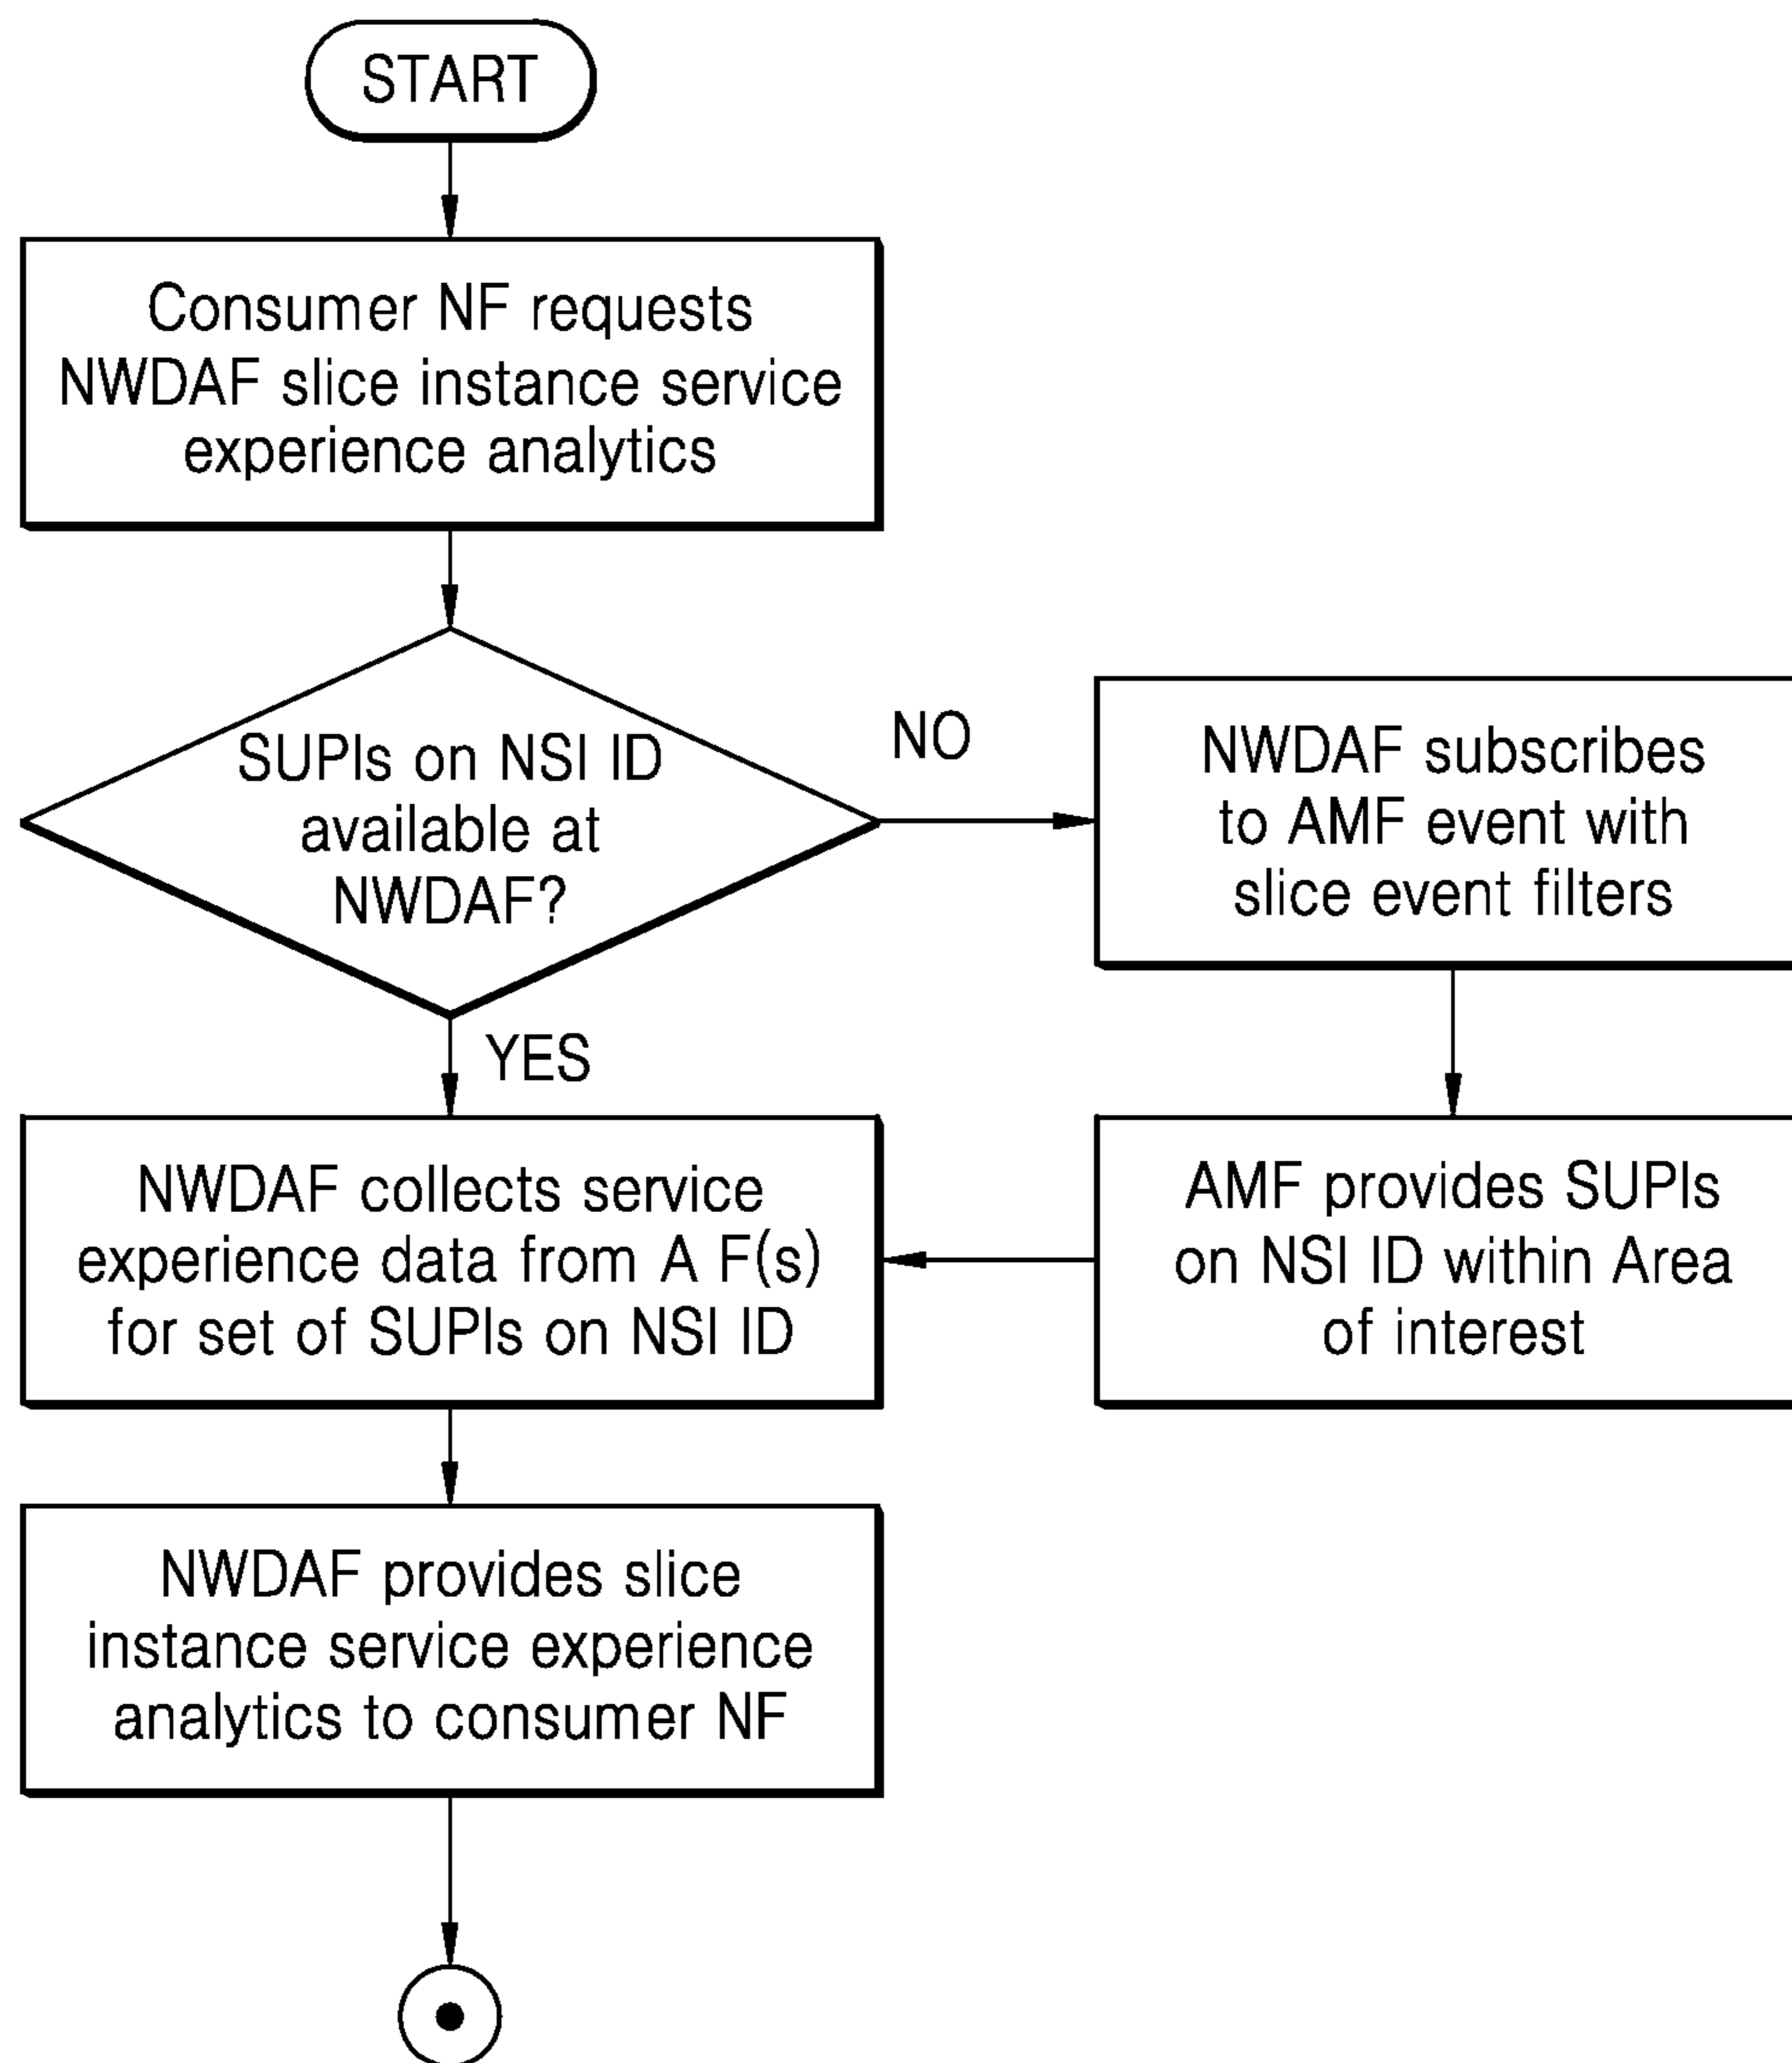 START
Consumer NF requests
NWDAF slice instance service
experience analytics
SUPIs on NSI ID
available at
NWDAF?
NO
NWDAF subscribes
to AMF event with
slice event filters
YES
NWDAF collects service
experience data from A F(s)
for set of SUPIs on NSI ID
AMF provides SUPIs
on NSI ID within Area
of interest
NWDAF provides slice
instance service experience
analytics to consumer NF